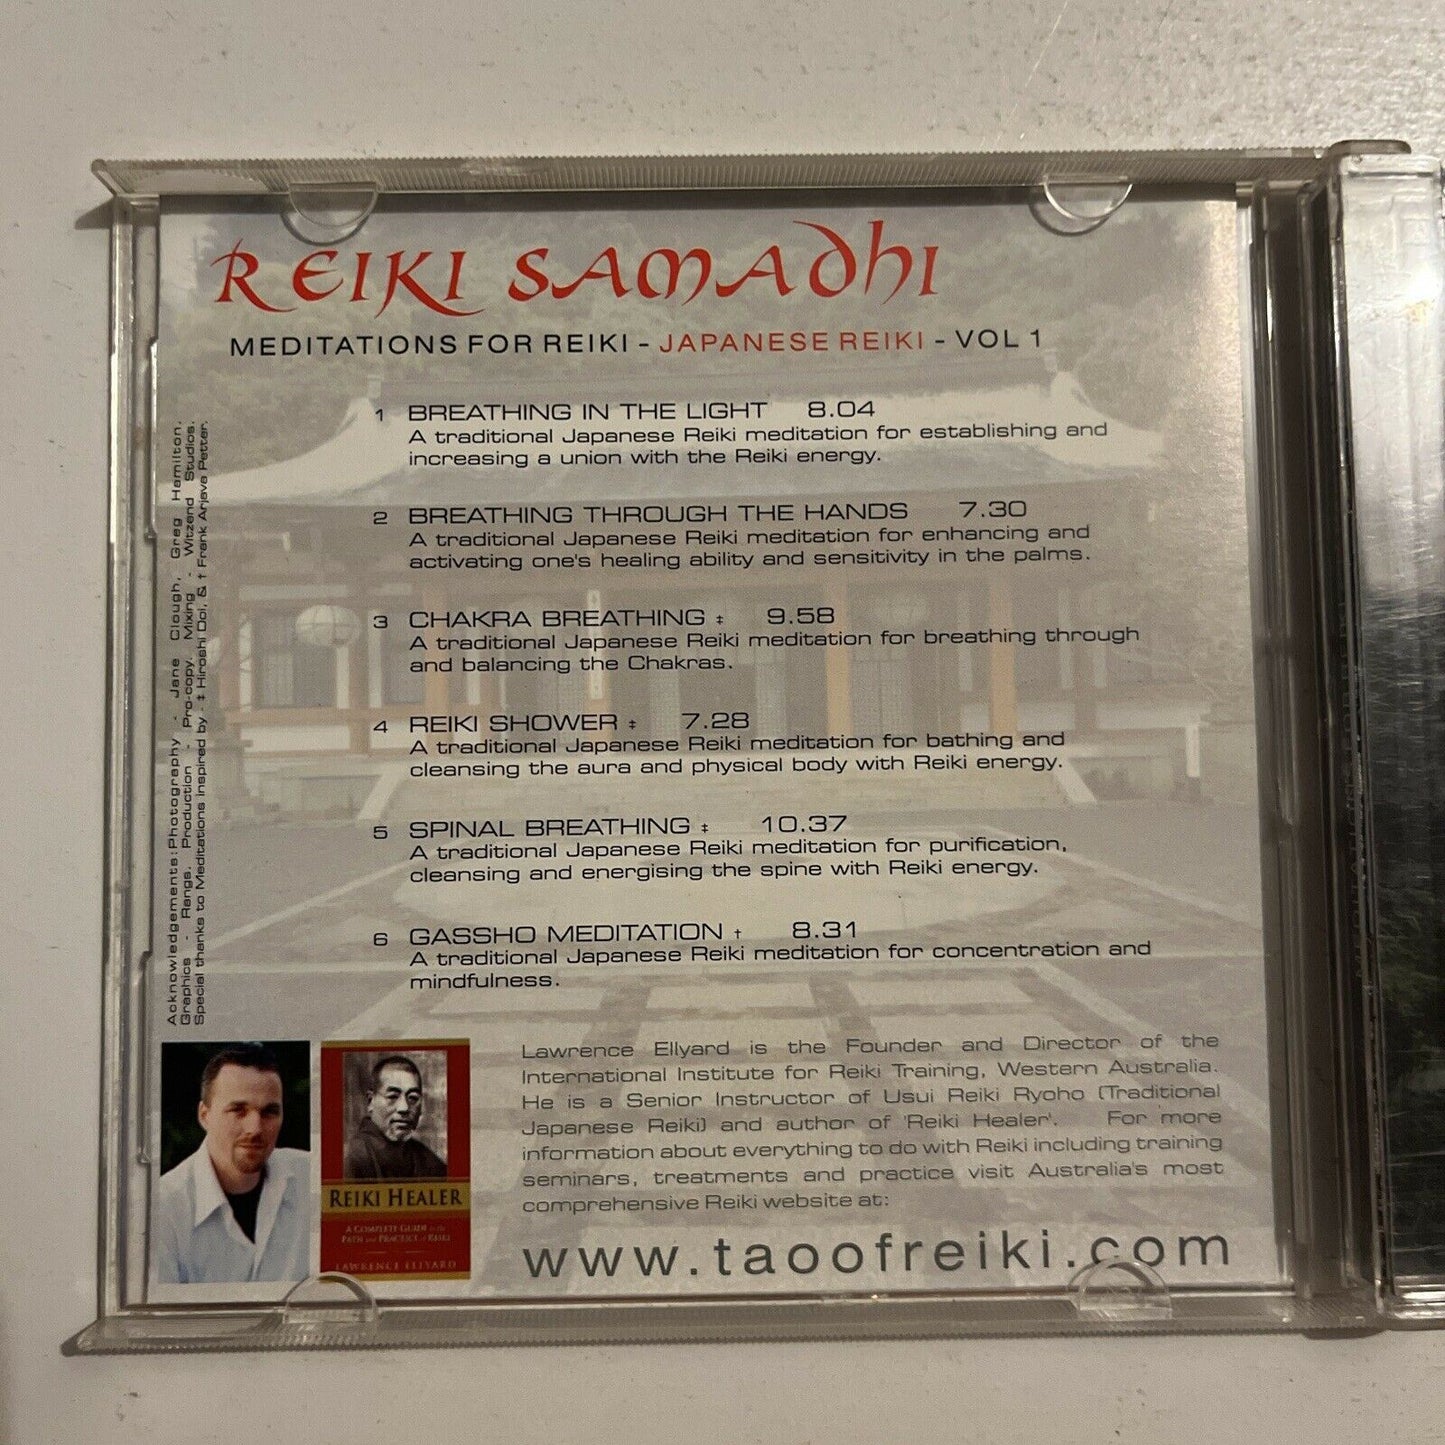 REIKI SAMADHI
MEDITATIONS FOR REIKI - JAPANESE REIKI - VOL 1
1 BREATHING IN THE LIGHT 8.04
A traditional Japanese Reiki meditation for establishing and
increasing a union with the Reiki energy.
2 BREATHING THROUGH THE HANDS 7.30
A traditional Japanese Reiki meditation for enhancing and
activating one's healing ability and sensitivity in the palms.
3 CHAKRA BREATHING ‡ 9.58
A traditional Japanese Reiki meditation for breathing through
and balancing the Chakras.
4 REIKI SHOWER ‡ 7.28
A traditional Japanese Reiki meditation for bathing and
cleansing the aura and physical body with Reiki energy.
5 SPINAL BREATHING ‡ 10.37
A traditional Japanese Reiki meditation for purification,
cleansing and energising the spine with Reiki energy.
6 GASSHO MEDITATION † 8.31
A traditional Japanese Reiki meditation for concentration and
mindfulness.
Acknowledgements:Photography - Jane Clough, Greg Hamilton.
Graphics - Rangs. Production - Pro-copy. Mixing - Witzend Studios.
Special thanks to Meditations inspired by - ‡ Hiroshi Doi, & † Frank Arjava Petter.
REIKI HEALER
A COMPLETE GUIDE to the
PATH and PRACTICE of REIKI
LAWRENCE ELLYARD
Lawrence Ellyard is the Founder and Director of the
International Institute for Reiki Training, Western Australia.
He is a Senior Instructor of Usui Reiki Ryoho (Traditional
Japanese Reiki) and author of 'Reiki Healer'. For more
information about everything to do with Reiki including training
seminars, treatments and practice visit Australia's most
comprehensive Reiki website at:
www.taoofreiki.com